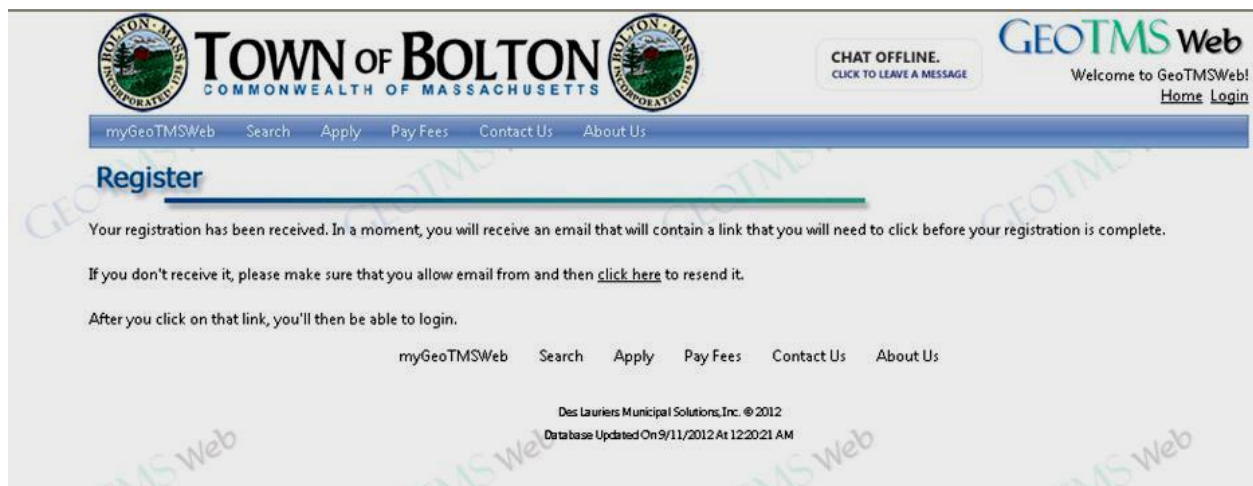 TOWN OF BOLTON
COMMONWEALTH OF MASSACHUSETTS
BOLTON MASS
INCORPORATED 1738
CHAT OFFLINE.
CLICK TO LEAVE A MESSAGE
GEOTMS Web
Welcome to GeoTMSWeb!
Home Login
myGeoTMSWeb Search Apply Pay Fees Contact Us About Us
Register
Your registration has been received. In a moment, you will receive an email that will contain a link that you will need to click before your registration is complete.
If you don't receive it, please make sure that you allow email from and then click here to resend it.
After you click on that link, you'll then be able to login.
myGeoTMSWeb Search Apply Pay Fees Contact Us About Us
Des Lauriers Municipal Solutions, Inc. © 2012
Database Updated On 9/11/2012 At 12:20:21 AM